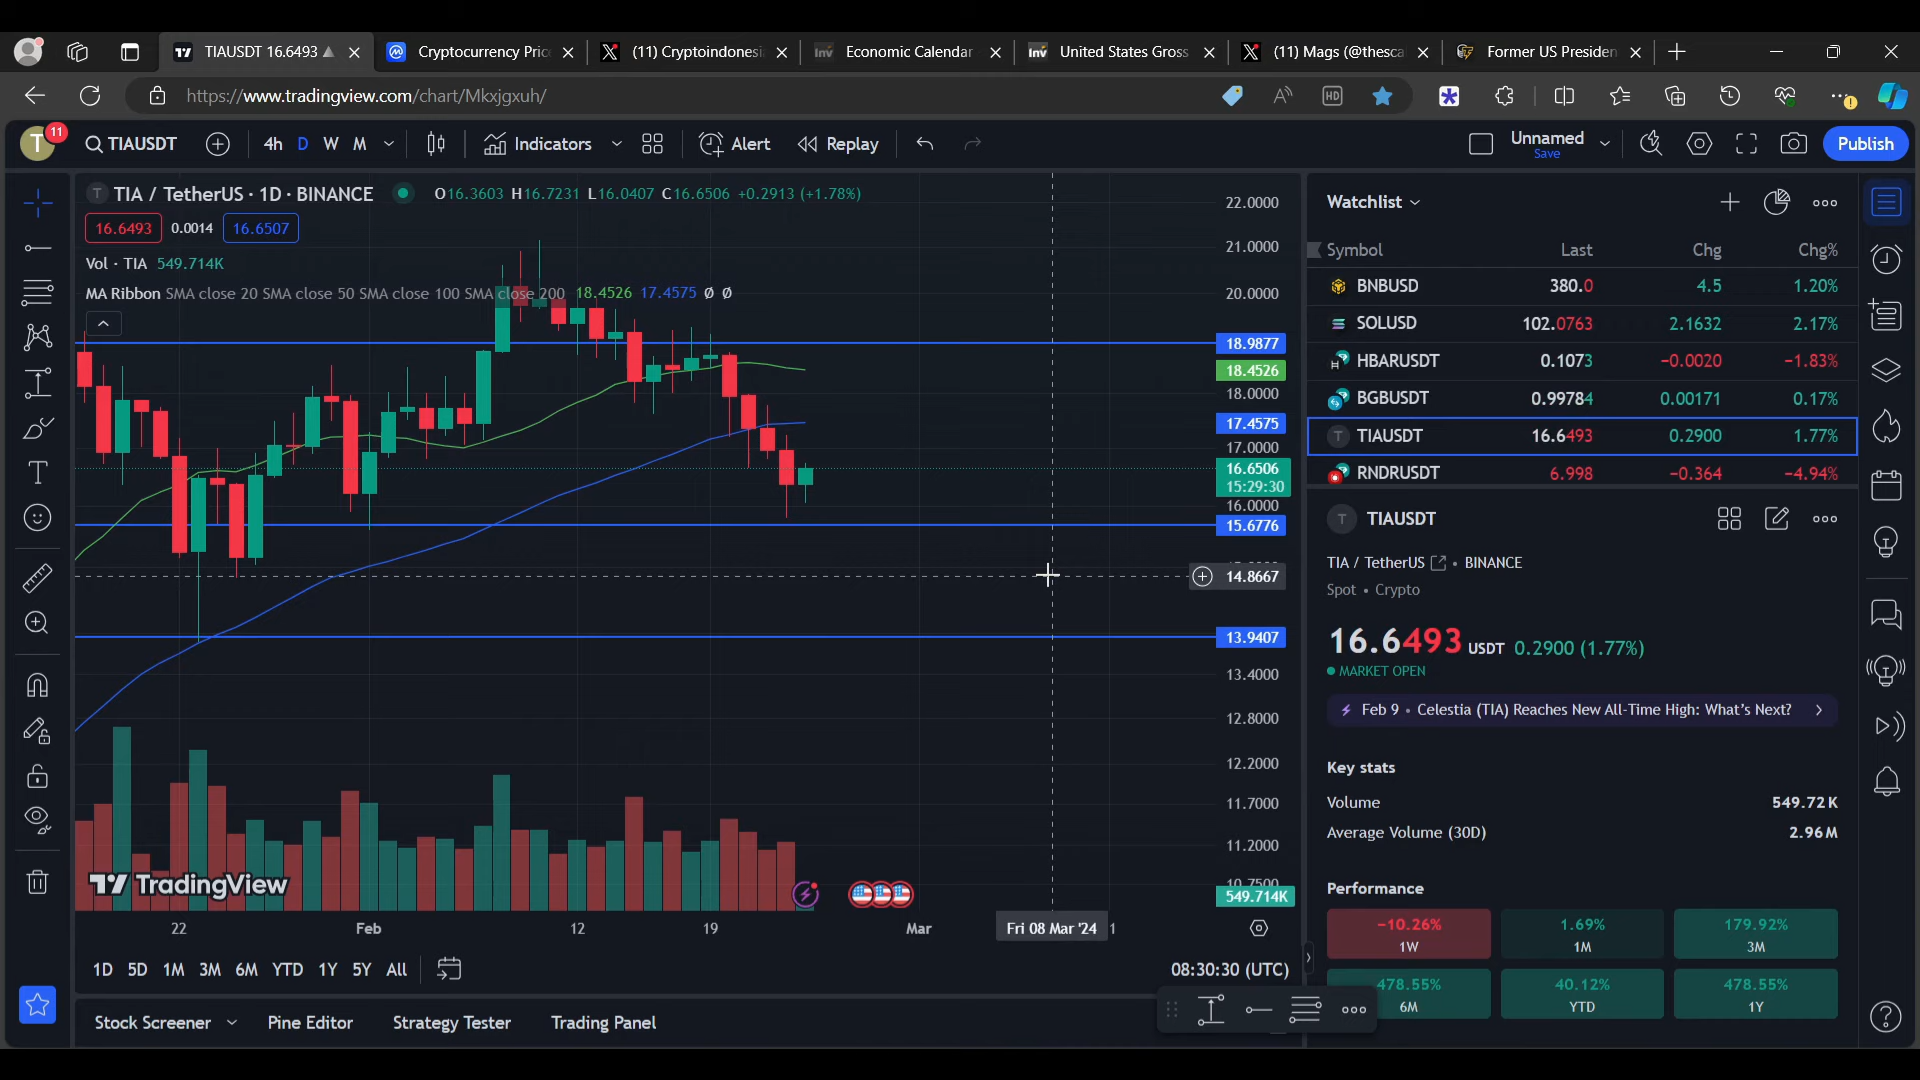 TIAUSDT 16.6493
Cryptocurrency Pric
(11) Cryptoindonesi
Economic Calendar
United States Gross
(11) Mags (@thesca
Former US Presiden
https://www.tradingview.com/chart/Mkxjgxuh/
T 11 TIAUSDT 4h D W M Indicators Alert Replay Unnamed Save Publish
TIA / TetherUS · 1D · BINANCE O16.3603 H16.7231 L16.0407 C16.6506 +0.2913 (+1.78%)
16.6493 0.0014 16.6507
Vol · TIA 549.714K
MA Ribbon SMA close 20 SMA close 50 SMA close 100 SMA close 200 18.4526 17.4575 Ø Ø
22.0000
21.0000
20.0000
18.9877
18.4526
18.0000
17.4575
17.0000
16.6506
15:29:30
16.0000
15.6776
14.8667
13.9407
13.4000
12.8000
12.2000
11.7000
11.2000
10.7500
549.714K
TradingView
22 Feb 12 19 Mar Fri 08 Mar '24 1
1D 5D 1M 3M 6M YTD 1Y 5Y All 08:30:30 (UTC)
Stock Screener Pine Editor Strategy Tester Trading Panel
Watchlist
Symbol Last Chg Chg%
BNBUSD 380.0 4.5 1.20%
SOLUSD 102.0763 2.1632 2.17%
HBARUSDT 0.1073 −0.0020 −1.83%
BGBUSDT 0.99784 0.00171 0.17%
TIAUSDT 16.6493 0.2900 1.77%
RNDRUSDT 6.998 −0.364 −4.94%
T TIAUSDT
TIA / TetherUS • BINANCE
Spot • Crypto
16.6493 USDT 0.2900 (1.77%)
MARKET OPEN
Feb 9 • Celestia (TIA) Reaches New All-Time High: What's Next?
Key stats
Volume 549.72K
Average Volume (30D) 2.96M
Performance
−10.26% 1.69% 179.92%
1W 1M 3M
478.55% 40.12% 478.55%
6M YTD 1Y